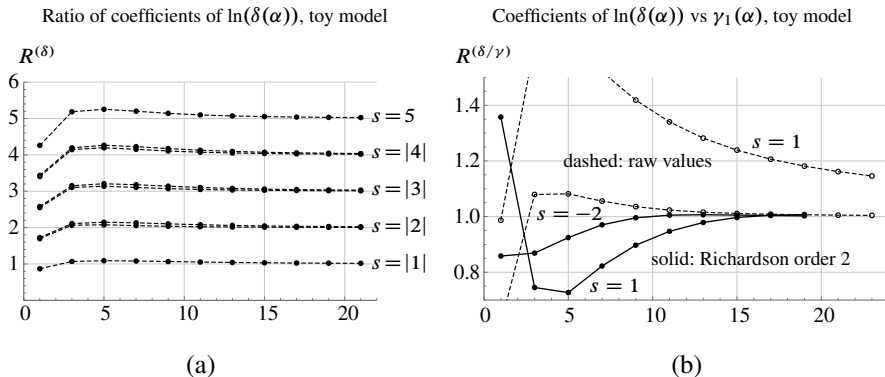 Ratio of coefficients of ln(δ(α)), toy model
R^(δ)
6
5
4
3
2
1
s = 5
s = |4|
s = |3|
s = |2|
s = |1|
0 5 10 15 20
(a)
Coefficients of ln(δ(α)) vs γ₁(α), toy model
R^(δ/γ)
1.4
1.2
1.0
0.8
s = 1
dashed: raw values
s = −2
solid: Richardson order 2
s = 1
0 5 10 15 20
(b)